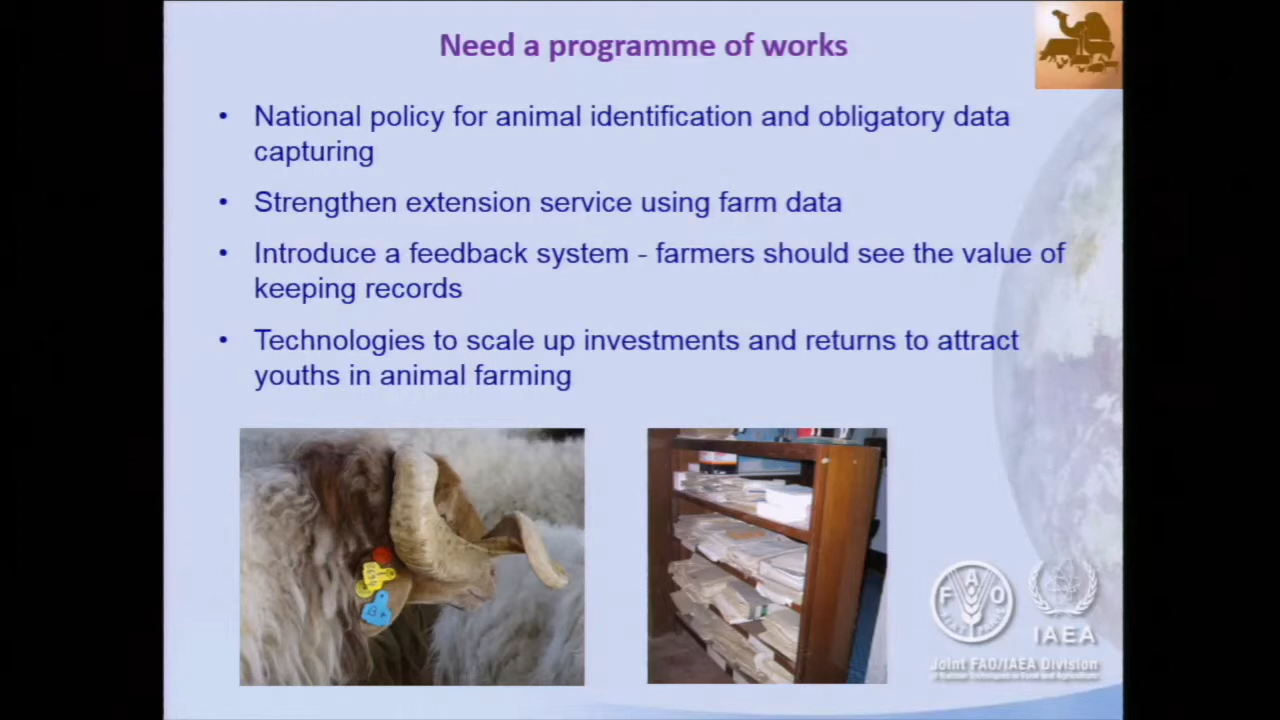 Need a programme of works
• National policy for animal identification and obligatory data
capturing
• Strengthen extension service using farm data
• Introduce a feedback system - farmers should see the value of
keeping records
• Technologies to scale up investments and returns to attract
youths in animal farming
F A O
IAEA
Joint FAO/IAEA Division